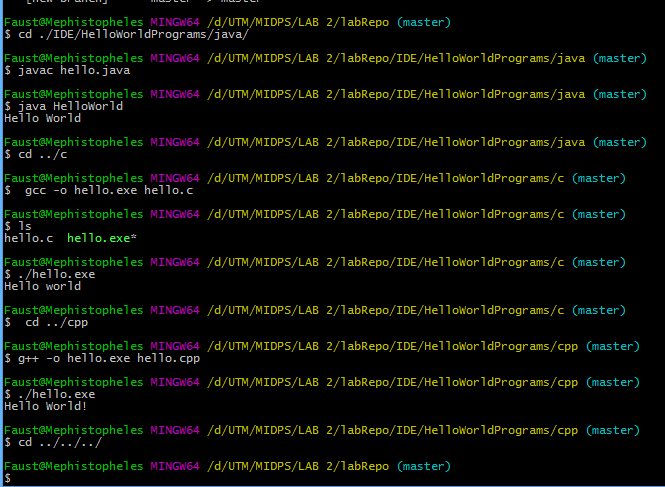 [new branch]      master -> master
Faust@Mephistopheles MINGW64 /d/UTM/MIDPS/LAB 2/labRepo (master)
$ cd ./IDE/HelloWorldPrograms/java/
Faust@Mephistopheles MINGW64 /d/UTM/MIDPS/LAB 2/labRepo/IDE/HelloWorldPrograms/java (master)
$ javac hello.java
Faust@Mephistopheles MINGW64 /d/UTM/MIDPS/LAB 2/labRepo/IDE/HelloWorldPrograms/java (master)
$ java HelloWorld
Hello World
Faust@Mephistopheles MINGW64 /d/UTM/MIDPS/LAB 2/labRepo/IDE/HelloWorldPrograms/java (master)
$ cd ../c
Faust@Mephistopheles MINGW64 /d/UTM/MIDPS/LAB 2/labRepo/IDE/HelloWorldPrograms/c (master)
$  gcc -o hello.exe hello.c
Faust@Mephistopheles MINGW64 /d/UTM/MIDPS/LAB 2/labRepo/IDE/HelloWorldPrograms/c (master)
$ ls
hello.c  hello.exe*
Faust@Mephistopheles MINGW64 /d/UTM/MIDPS/LAB 2/labRepo/IDE/HelloWorldPrograms/c (master)
$ ./hello.exe
Hello world
Faust@Mephistopheles MINGW64 /d/UTM/MIDPS/LAB 2/labRepo/IDE/HelloWorldPrograms/c (master)
$  cd ../cpp
Faust@Mephistopheles MINGW64 /d/UTM/MIDPS/LAB 2/labRepo/IDE/HelloWorldPrograms/cpp (master)
$ g++ -o hello.exe hello.cpp
Faust@Mephistopheles MINGW64 /d/UTM/MIDPS/LAB 2/labRepo/IDE/HelloWorldPrograms/cpp (master)
$ ./hello.exe
Hello World!
Faust@Mephistopheles MINGW64 /d/UTM/MIDPS/LAB 2/labRepo/IDE/HelloWorldPrograms/cpp (master)
$ cd ../../../
Faust@Mephistopheles MINGW64 /d/UTM/MIDPS/LAB 2/labRepo (master)
$